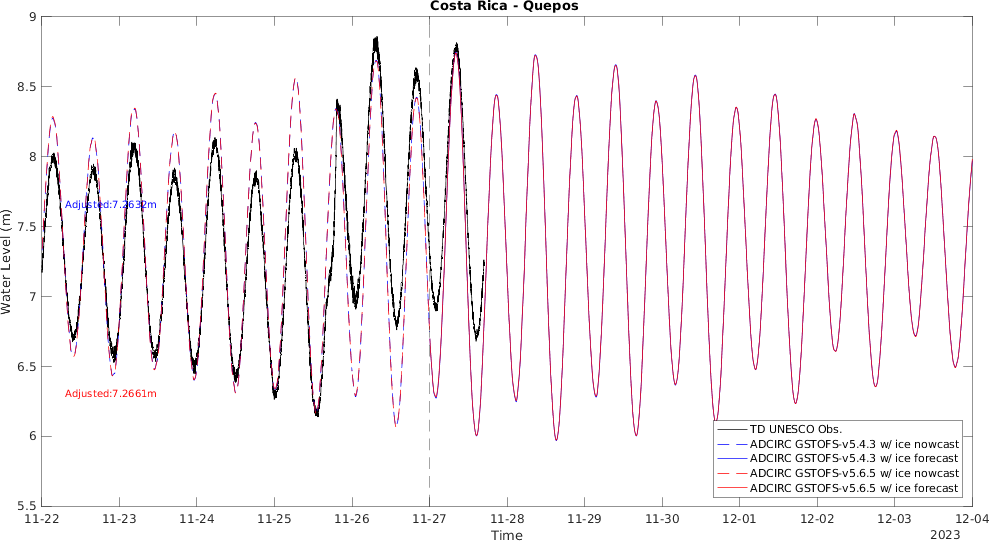 Costa Rica - Quepos
9
8.5
8
7.5
7
6.5
6
5.5
Water Level (m)
Adjusted:7.2632m
Adjusted:7.2661m
TD UNESCO Obs.
ADCIRC GSTOFS-v5.4.3 w/ ice nowcast
ADCIRC GSTOFS-v5.4.3 w/ ice forecast
ADCIRC GSTOFS-v5.6.5 w/ ice nowcast
ADCIRC GSTOFS-v5.6.5 w/ ice forecast
11-22 11-23 11-24 11-25 11-26 11-27 11-28 11-29 11-30 12-01 12-02 12-03 12-04
Time
2023